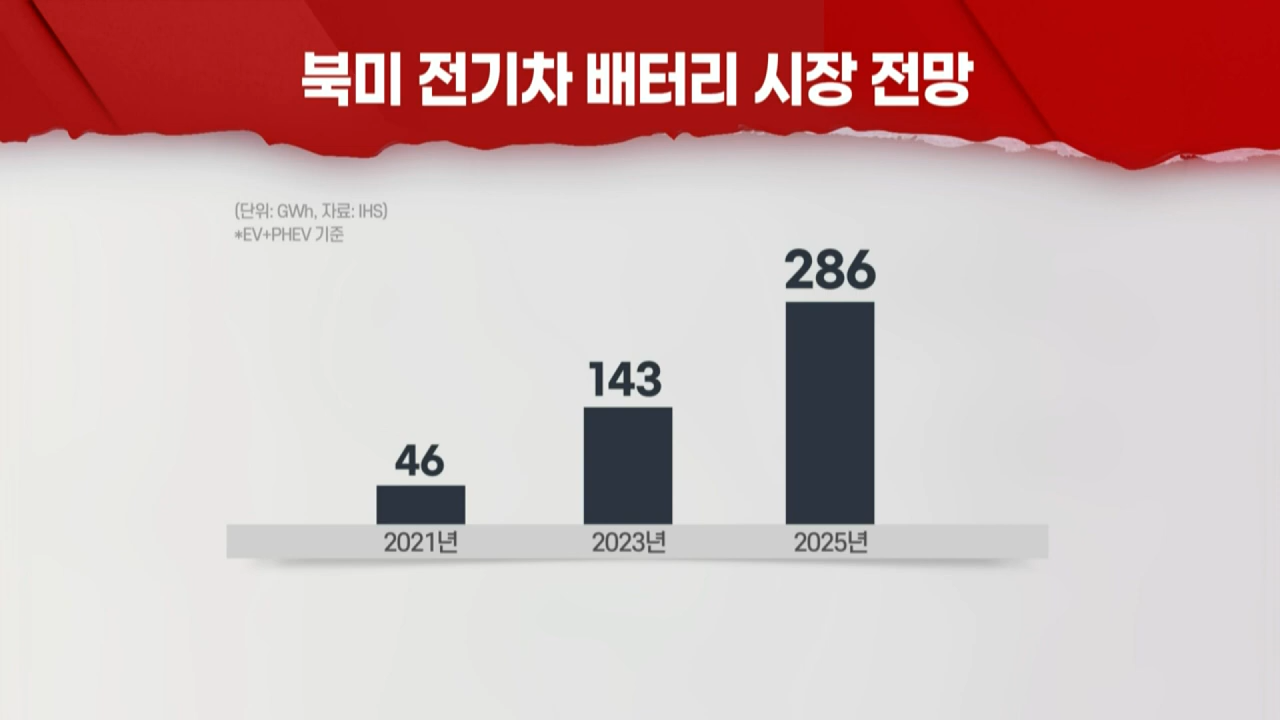 북미 전기차 배터리 시장 전망
(단위: GWh, 자료: IHS)
*EV+PHEV 기준
46
143
286
2021년
2023년
2025년